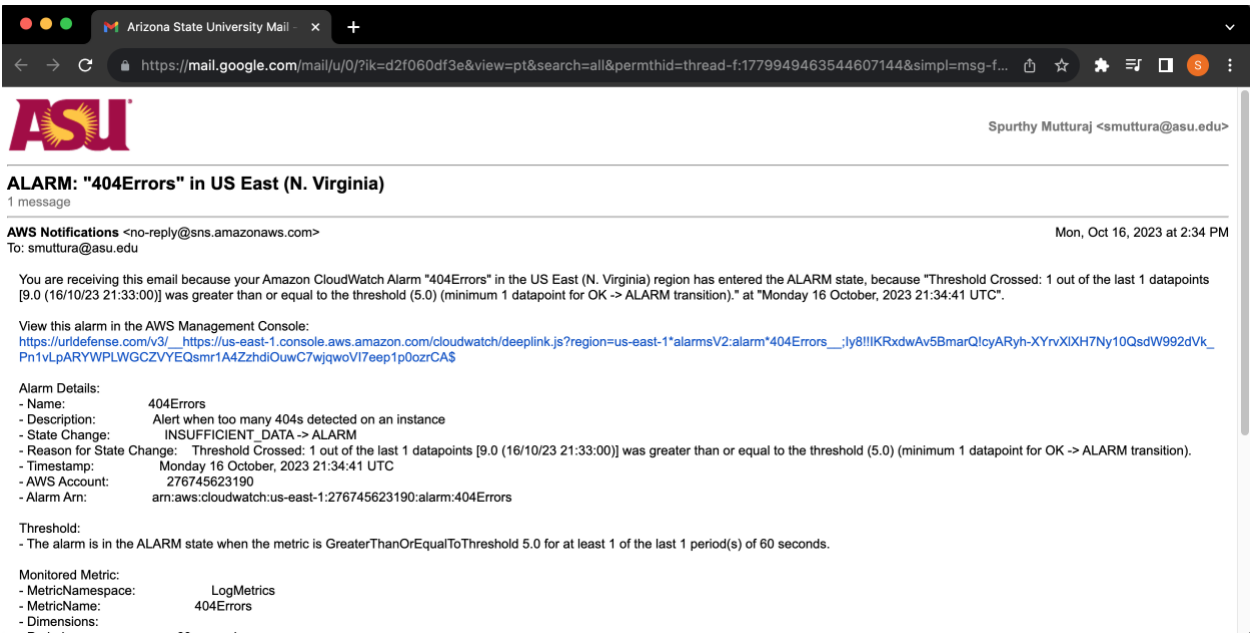 Arizona State University Mail -
https://mail.google.com/mail/u/0/?ik=d2f060df3e&view=pt&search=all&permthid=thread-f:1779949463544607144&simpl=msg-f...
S
ASU
Spurthy Mutturaj <smuttura@asu.edu>
ALARM: "404Errors" in US East (N. Virginia)
1 message
AWS Notifications <no-reply@sns.amazonaws.com>
Mon, Oct 16, 2023 at 2:34 PM
To: smuttura@asu.edu
You are receiving this email because your Amazon CloudWatch Alarm "404Errors" in the US East (N. Virginia) region has entered the ALARM state, because "Threshold Crossed: 1 out of the last 1 datapoints
[9.0 (16/10/23 21:33:00)] was greater than or equal to the threshold (5.0) (minimum 1 datapoint for OK -> ALARM transition)." at "Monday 16 October, 2023 21:34:41 UTC".
View this alarm in the AWS Management Console:
https://urldefense.com/v3/__https://us-east-1.console.aws.amazon.com/cloudwatch/deeplink.js?region=us-east-1*alarmsV2:alarm*404Errors__;Iy8!!IKRxdwAv5BmarQ!cyARyh-XYrvXlXH7Ny10QsdW992dVk_
Pn1vLpARYWPLWGCZVYEQsmr1A4ZzhdiOuwC7wjqwoVI7eep1p0ozrCA$
Alarm Details:
- Name: 404Errors
- Description: Alert when too many 404s detected on an instance
- State Change: INSUFFICIENT_DATA -> ALARM
- Reason for State Change: Threshold Crossed: 1 out of the last 1 datapoints [9.0 (16/10/23 21:33:00)] was greater than or equal to the threshold (5.0) (minimum 1 datapoint for OK -> ALARM transition).
- Timestamp: Monday 16 October, 2023 21:34:41 UTC
- AWS Account: 276745623190
- Alarm Arn: arn:aws:cloudwatch:us-east-1:276745623190:alarm:404Errors
Threshold:
- The alarm is in the ALARM state when the metric is GreaterThanOrEqualToThreshold 5.0 for at least 1 of the last 1 period(s) of 60 seconds.
Monitored Metric:
- MetricNamespace: LogMetrics
- MetricName: 404Errors
- Dimensions: